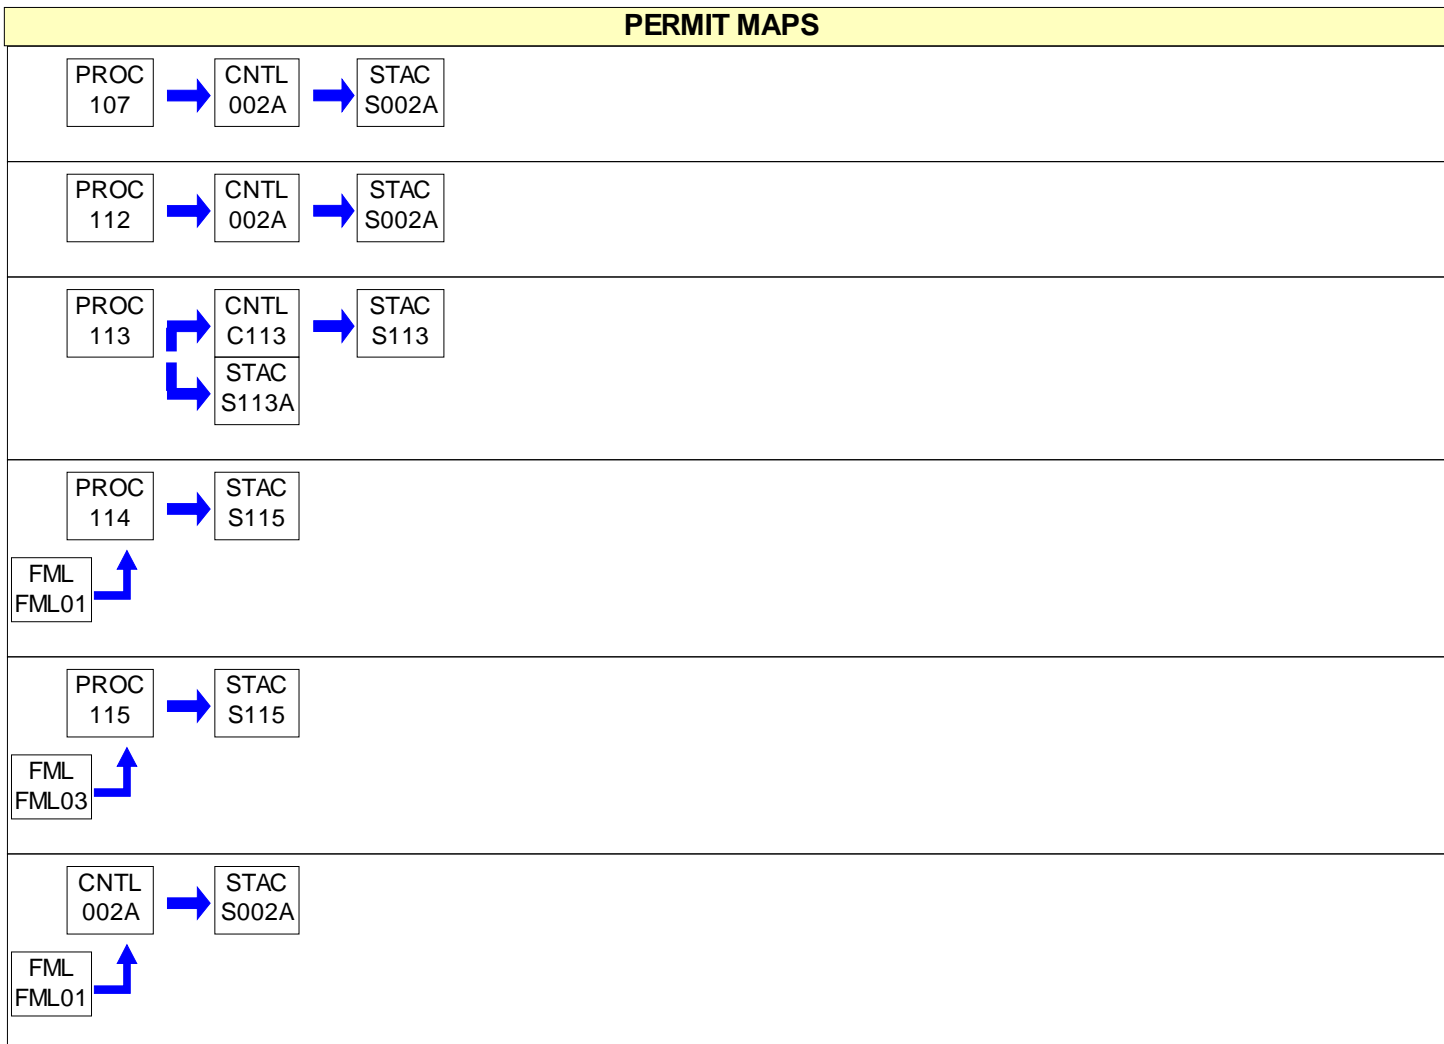 PERMIT MAPS
PROC
107
CNTL
002A
STAC
S002A
PROC
112
CNTL
002A
STAC
S002A
PROC
113
CNTL
C113
STAC
S113
STAC
S113A
PROC
114
STAC
S115
FML
FML01
PROC
115
STAC
S115
FML
FML03
CNTL
002A
STAC
S002A
FML
FML01